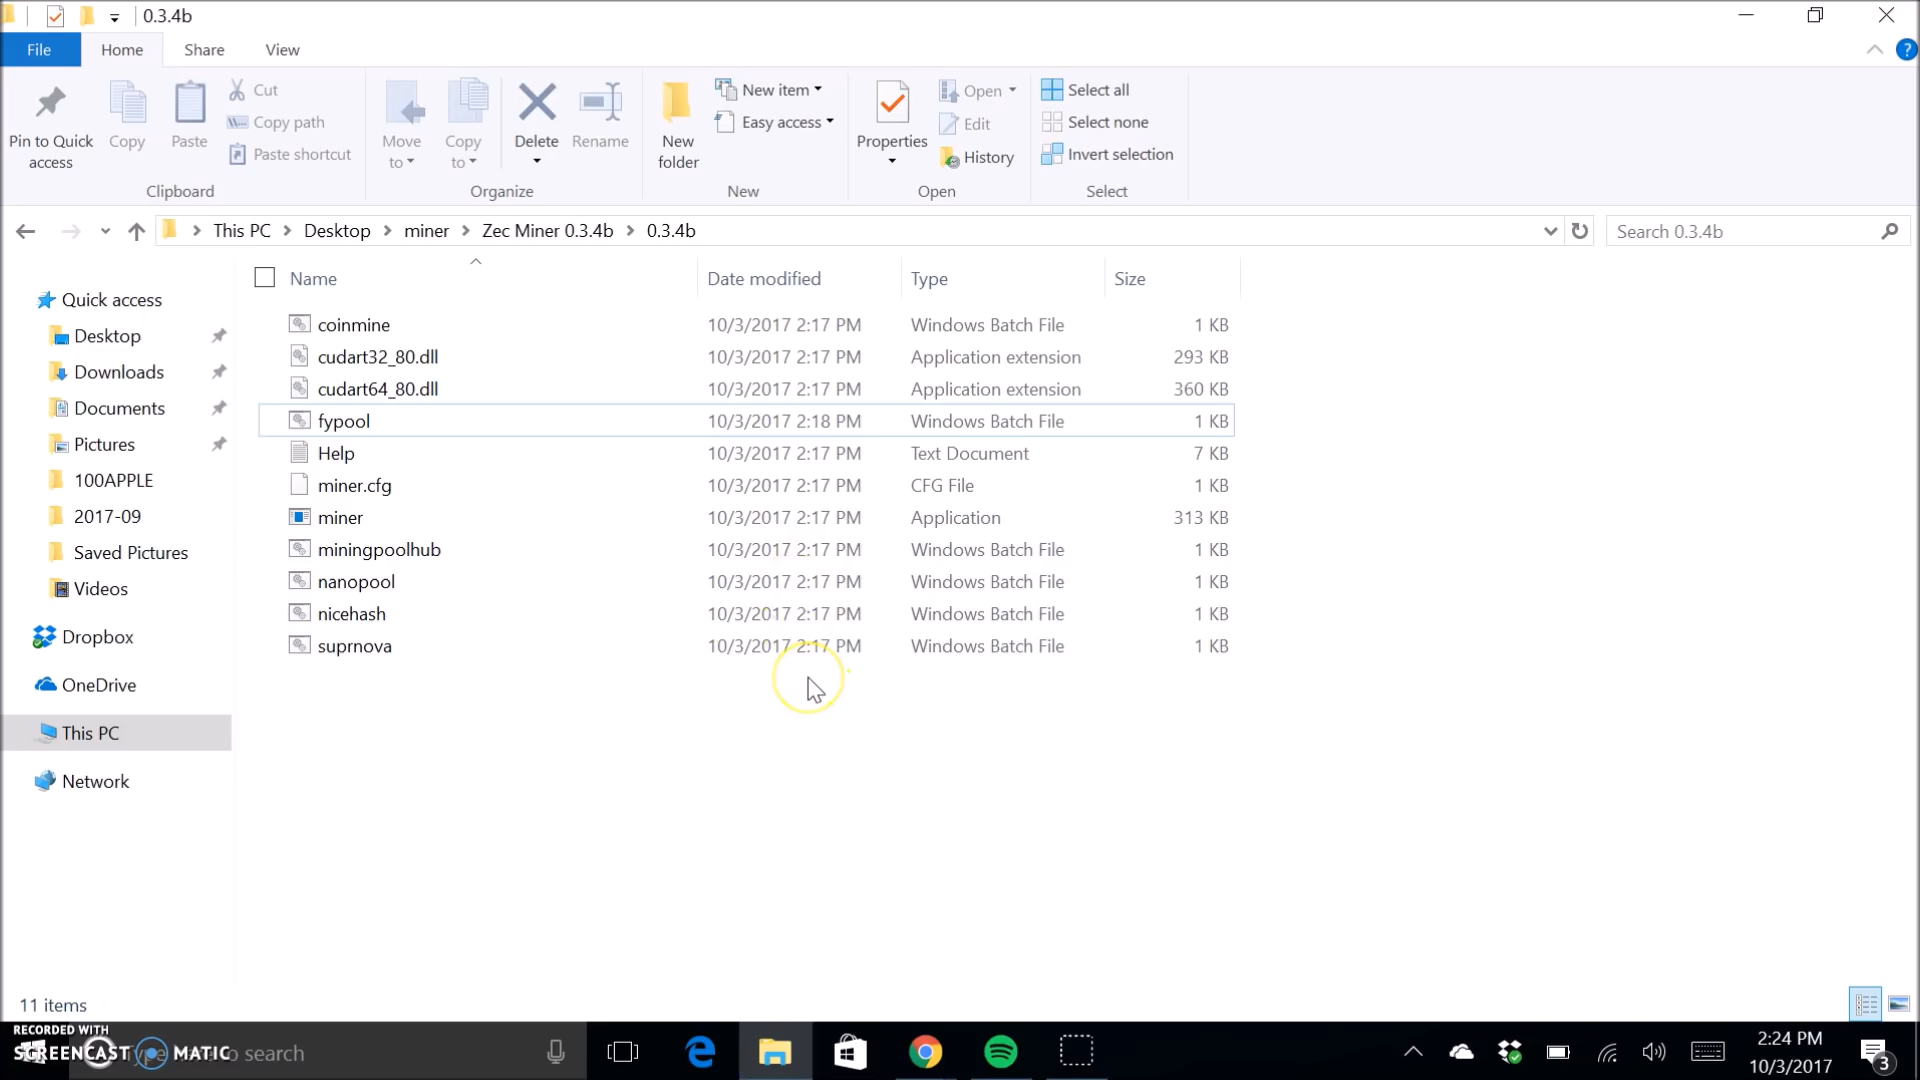 0.3.4b
File Home Share View
Pin to Quick access
Copy
Paste
Cut
Copy path
Paste shortcut
Clipboard
Move to
Copy to
Delete
Rename
Organize
New folder
New item
Easy access
New
Properties
Open
Edit
History
Open
Select all
Select none
Invert selection
Select
This PC > Desktop > miner > Zec Miner 0.3.4b > 0.3.4b
Search 0.3.4b
Quick access
Desktop
Downloads
Documents
Pictures
100APPLE
2017-09
Saved Pictures
Videos
Dropbox
OneDrive
This PC
Network
Name Date modified Type Size
coinmine 10/3/2017 2:17 PM Windows Batch File 1 KB
cudart32_80.dll 10/3/2017 2:17 PM Application extension 293 KB
cudart64_80.dll 10/3/2017 2:17 PM Application extension 360 KB
fypool 10/3/2017 2:18 PM Windows Batch File 1 KB
Help 10/3/2017 2:17 PM Text Document 7 KB
miner.cfg 10/3/2017 2:17 PM CFG File 1 KB
miner 10/3/2017 2:17 PM Application 313 KB
miningpoolhub 10/3/2017 2:17 PM Windows Batch File 1 KB
nanopool 10/3/2017 2:17 PM Windows Batch File 1 KB
nicehash 10/3/2017 2:17 PM Windows Batch File 1 KB
suprnova 10/3/2017 2:17 PM Windows Batch File 1 KB
11 items
RECORDED WITH
SCREENCAST MATIC
to search
2:24 PM
10/3/2017
3